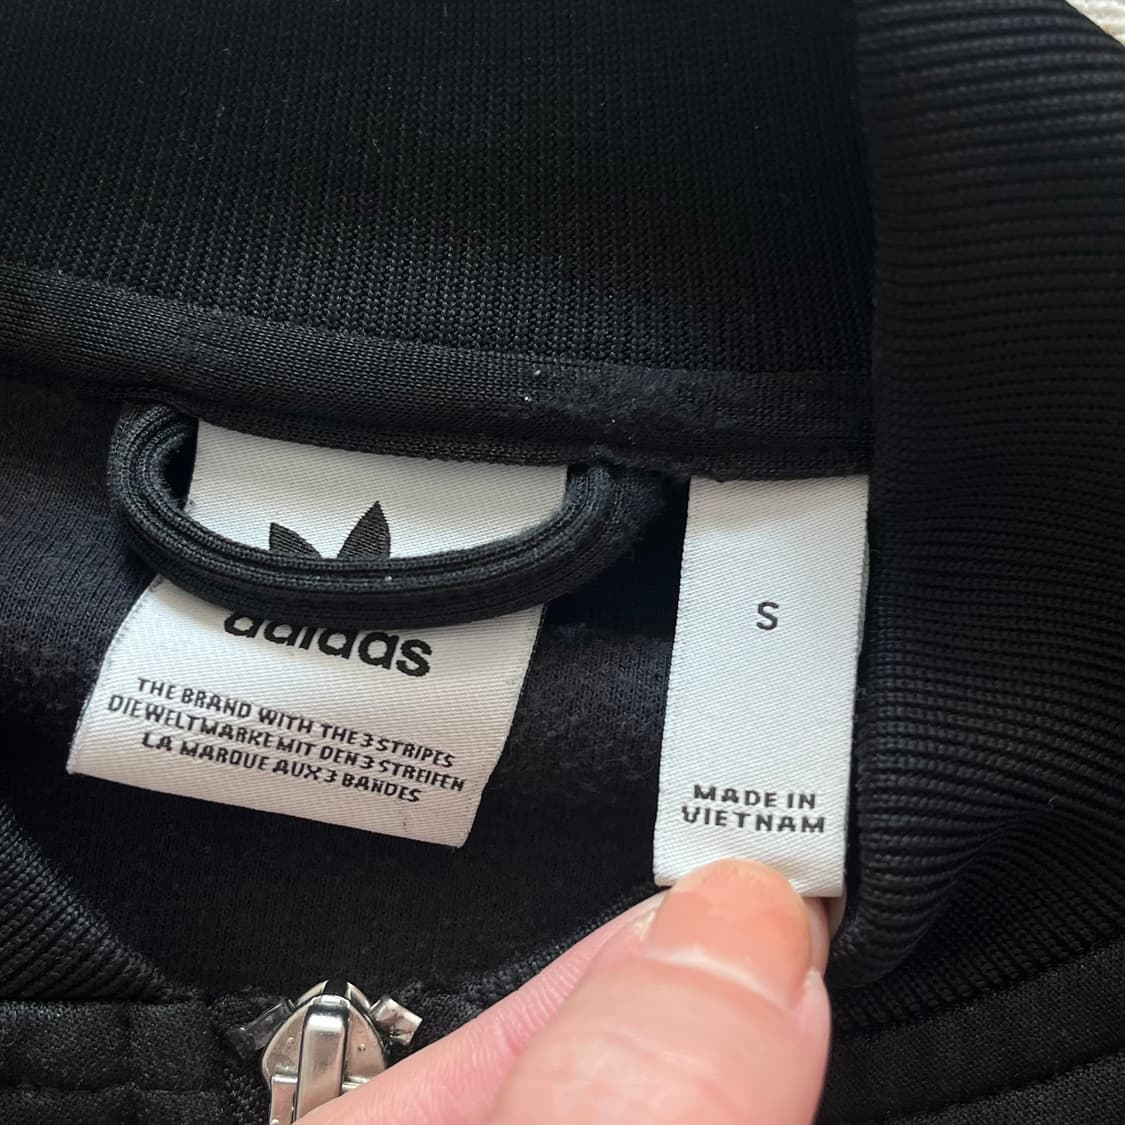 adidas
THE BRAND WITH THE 3 STRIPES
DIE WELTMARKE MIT DEN 3 STREIFEN
LA MARQUE AUX 3 BANDES
S
MADE IN
VIETNAM